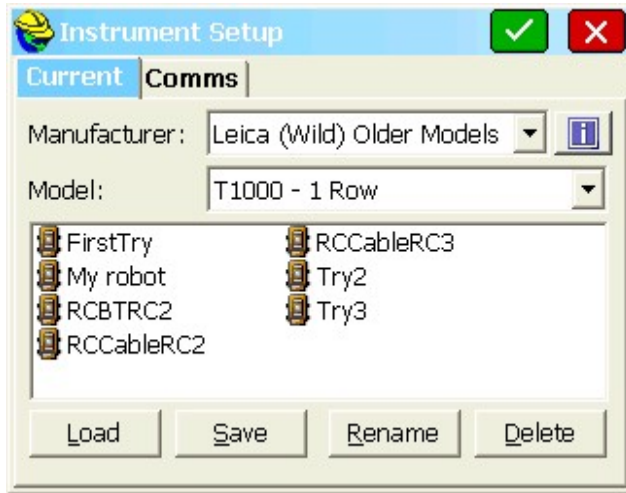 Instrument Setup
Current Comms
Manufacturer: Leica (Wild) Older Models
Model: T1000 - 1 Row
FirstTry RCCableRC3
My robot Try2
RCBTRC2 Try3
RCCableRC2
Load Save Rename Delete